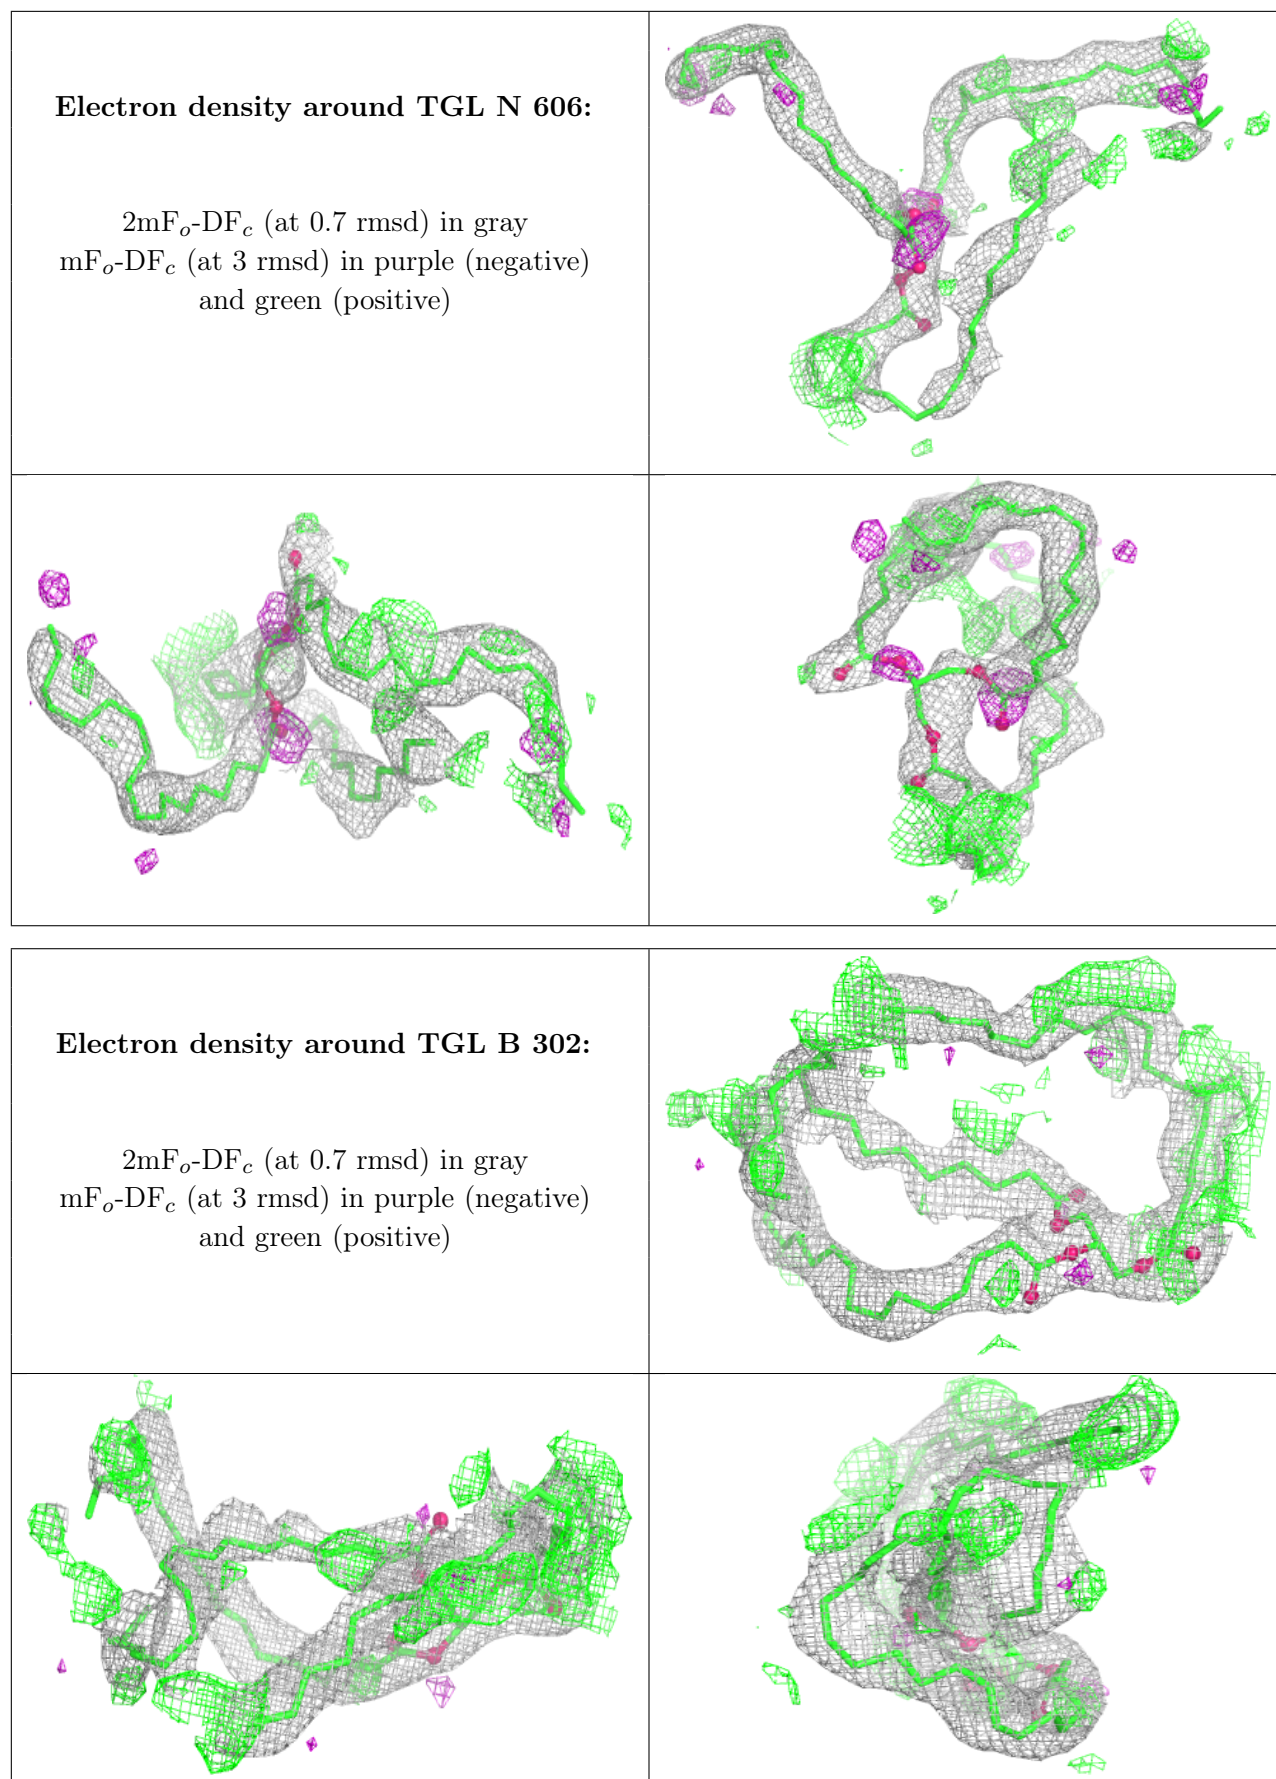 Electron density around TGL N 606:
2mFo-DFc (at 0.7 rmsd) in gray
mFo-DFc (at 3 rmsd) in purple (negative)
and green (positive)
Electron density around TGL B 302:
2mFo-DFc (at 0.7 rmsd) in gray
mFo-DFc (at 3 rmsd) in purple (negative)
and green (positive)